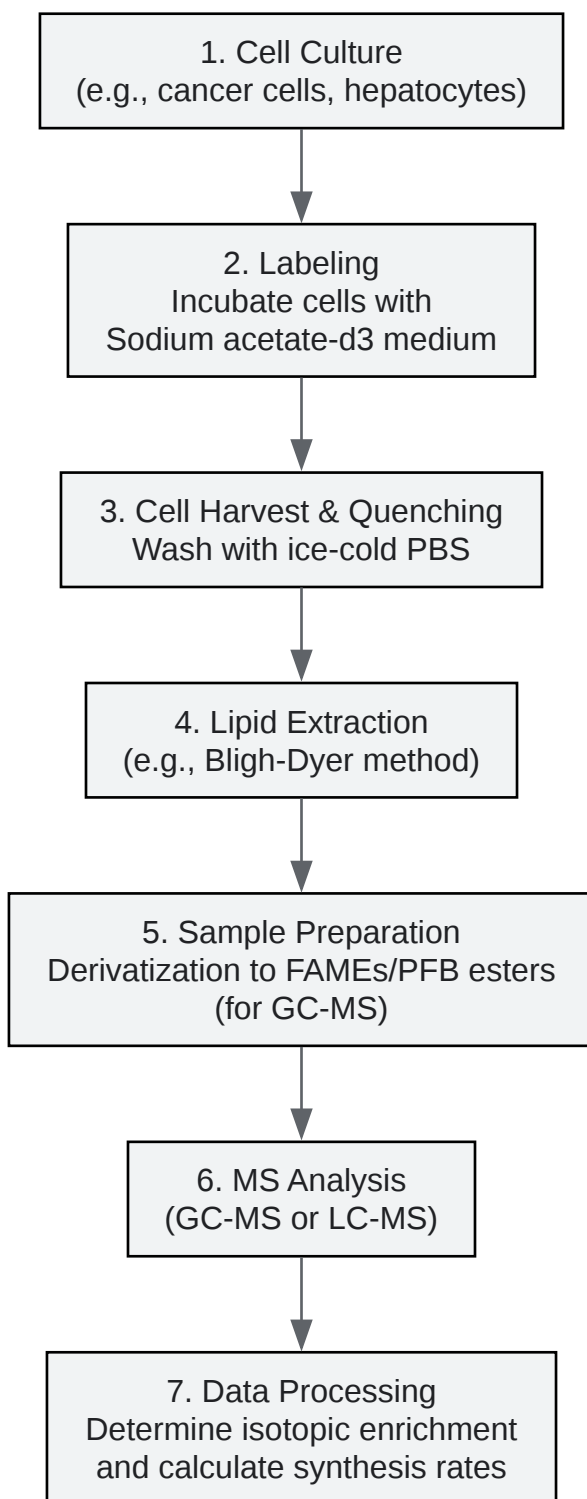 1. Cell Culture
(e.g., cancer cells, hepatocytes)
2. Labeling
Incubate cells with
Sodium acetate-d3 medium
3. Cell Harvest & Quenching
Wash with ice-cold PBS
4. Lipid Extraction
(e.g., Bligh-Dyer method)
5. Sample Preparation
Derivatization to FAMEs/PFB esters
(for GC-MS)
6. MS Analysis
(GC-MS or LC-MS)
7. Data Processing
Determine isotopic enrichment
and calculate synthesis rates